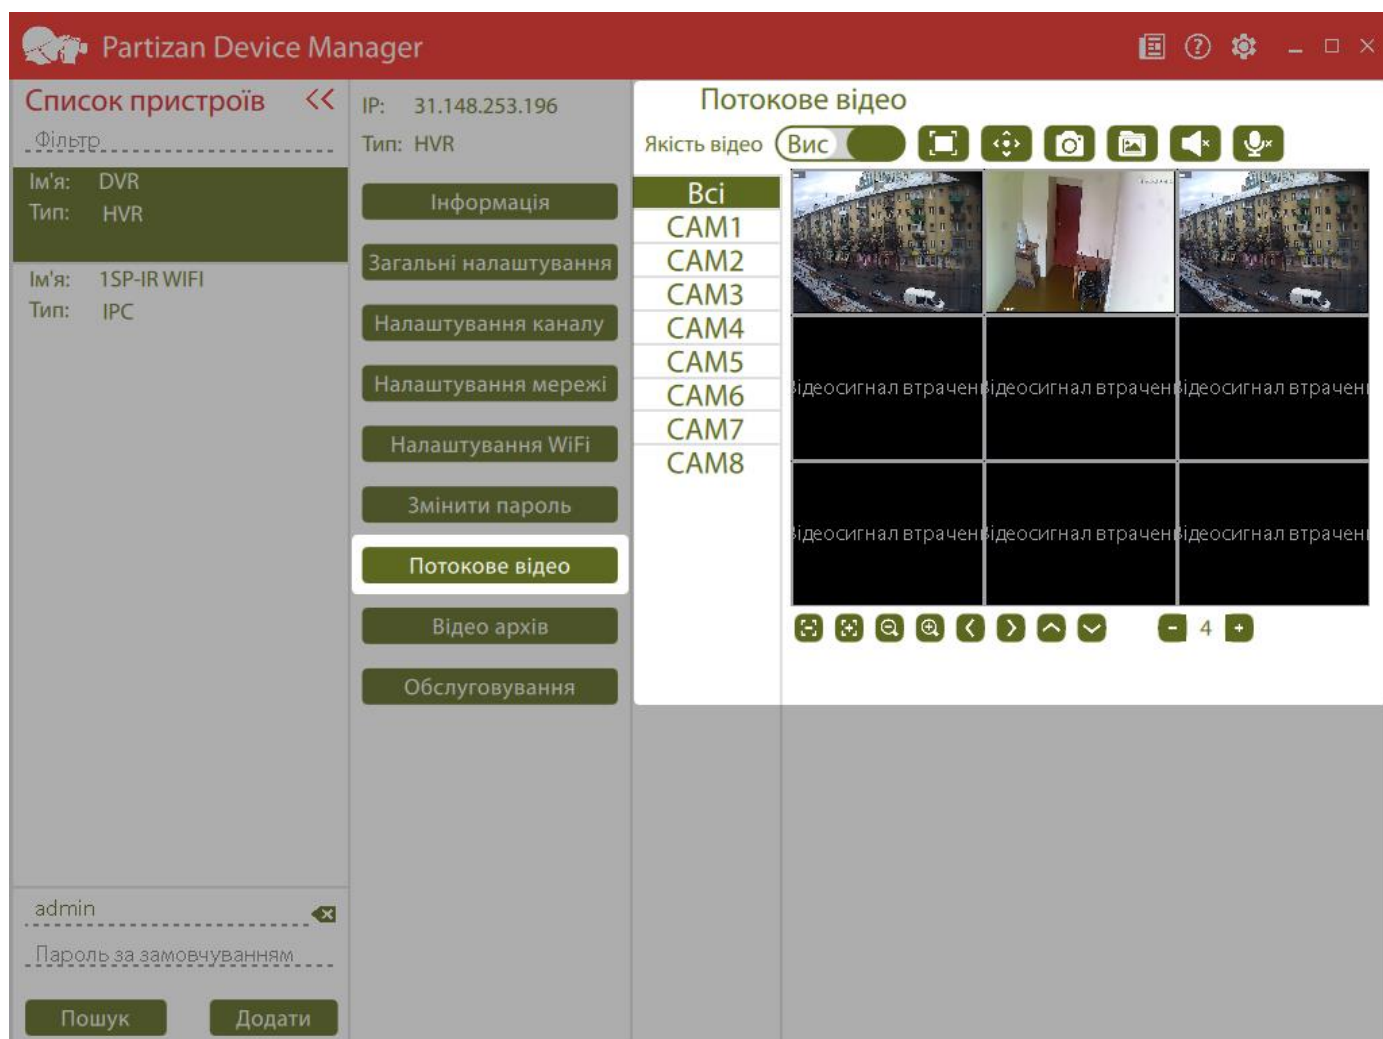 Partizan Device Manager
Список пристроїв <<
Фільтр
Ім'я: DVR
Тип: HVR
Ім'я: 1SP-IR WIFI
Тип: IPC
admin
Пароль за замовчуванням
Пошук Додати
IP: 31.148.253.196
Тип: HVR
Інформація
Загальні налаштування
Налаштування каналу
Налаштування мережі
Налаштування WiFi
Змінити пароль
Потокове відео
Відео архів
Обслуговування
Потокове відео
Якість відео Вис
Всі
CAM1
CAM2
CAM3
CAM4
CAM5
CAM6
CAM7
CAM8
ідеосигнал втрачен ідеосигнал втрачен ідеосигнал втрачен
ідеосигнал втрачен ідеосигнал втрачен ідеосигнал втрачен
- 4 +